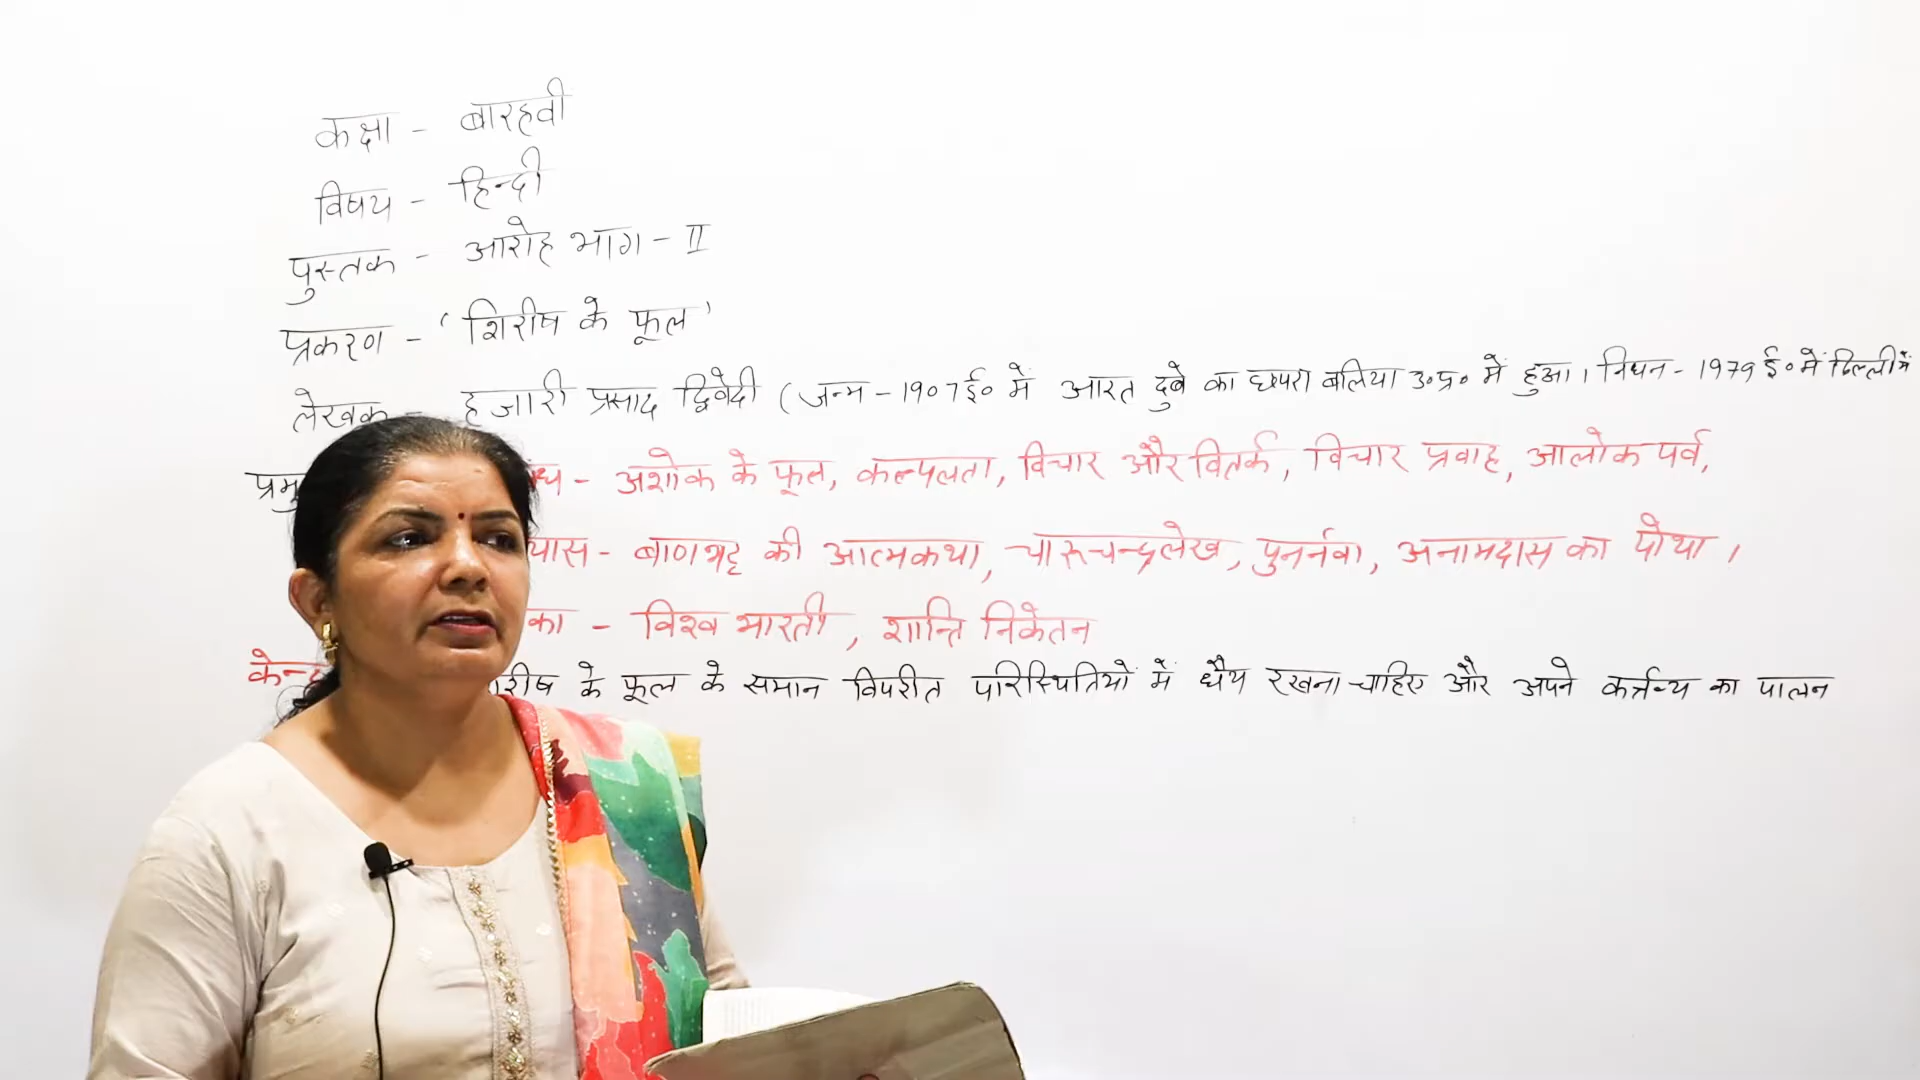 कक्षा - बारहवी
विषय - हिन्दी
पुस्तक - आरोह भाग - II
प्रकरण - 'शिरीष के फूल'
लेखक - हजारी प्रसाद द्विवेदी (जन्म - 1907 ई० में आरत दुबे का छपरा बलिया उ०प्र० में हुआ। निधन - 1979 ई० में दिल्ली में
- अशोक के फूल, कल्पलता, विचार और वितर्क, विचार प्रवाह, आलोक पर्व,
- बाणभट्ट की आत्मकथा, चारूचन्द्रलेख, पुनर्नवा, अनामदास का पोथा।
- विश्व भारती, शान्ति निकेतन
के फूल के समान विपरीत परिस्थितियों में धैय रखना चाहिए और अपने कर्त्तव्य का पालन